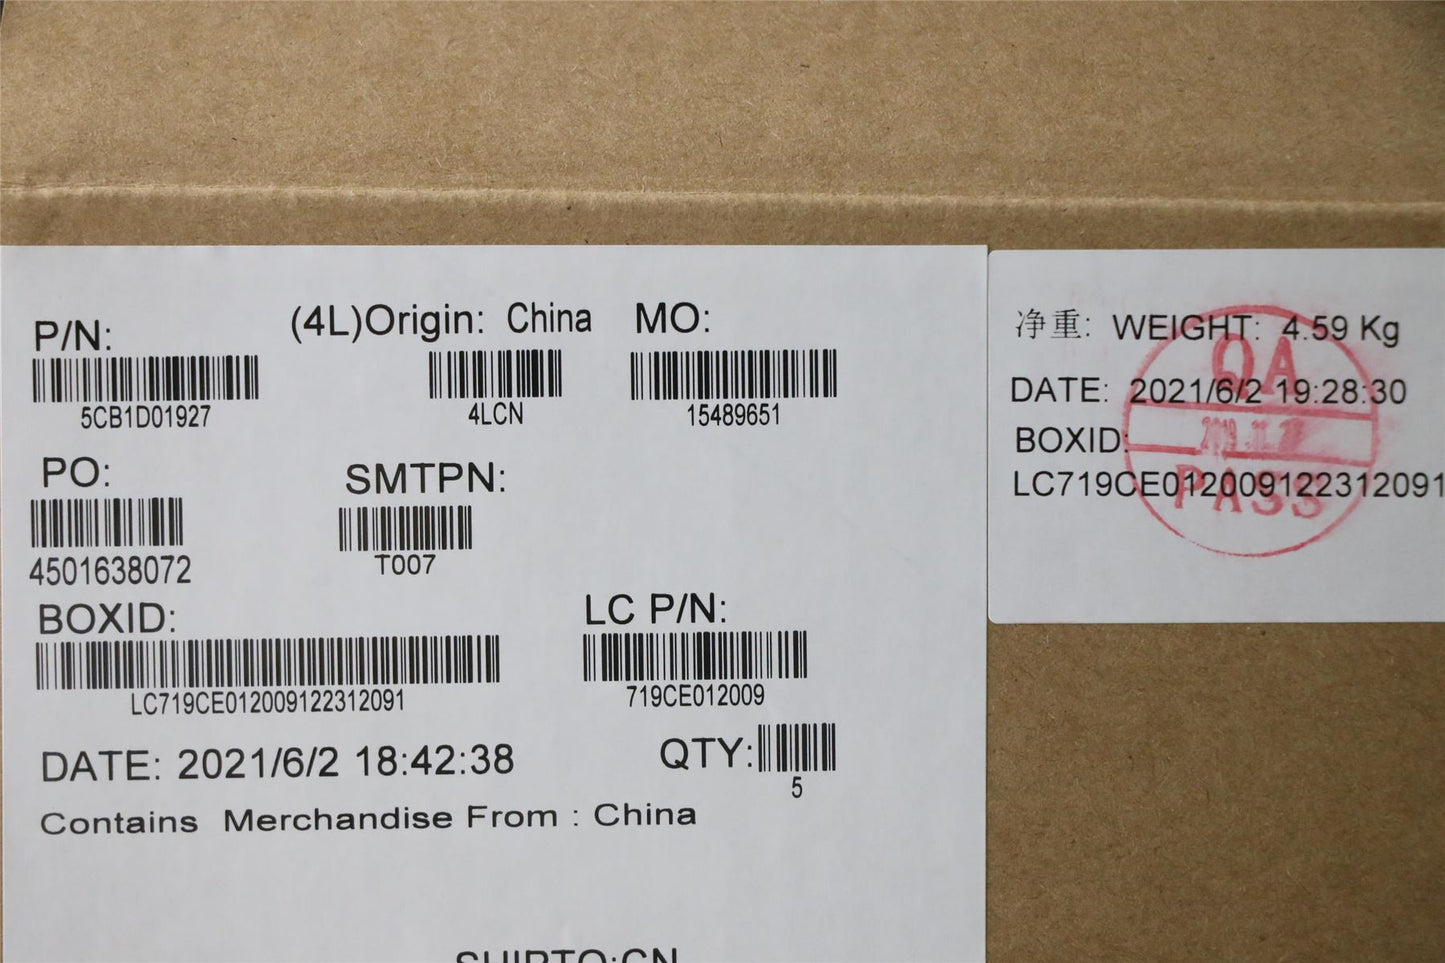 P/N:
(4L)Origin: China
MO:
5CB1D01927
4LCN
15489651
PO:
SMTPN:
4501638072
T007
BOXID:
LC P/N:
LC719CE012009122312091
719CE012009
DATE: 2021/6/2 18:42:38
QTY:
5
Contains Merchandise From : China
SHIPTO:CN
净重: WEIGHT: 4.59 Kg
DATE: 2021/6/2 19:28:30
BOXID:
LC719CE012009122312091
QA
PASS